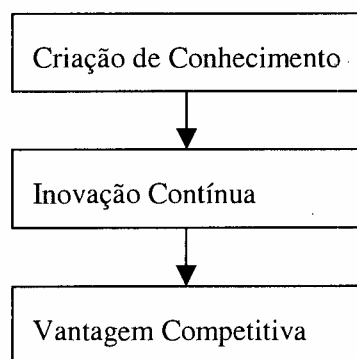 Criação de Conhecimento
Inovação Contínua
Vantagem Competitiva